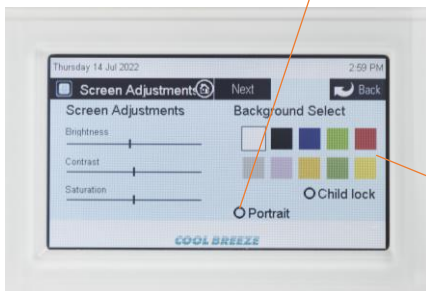 Thursday 14 Jul 2022 2:59 PM
Screen Adjustments Next Back
Screen Adjustments Background Select
Brightness
Contrast
Saturation
Child lock
Portrait
COOL BREEZE